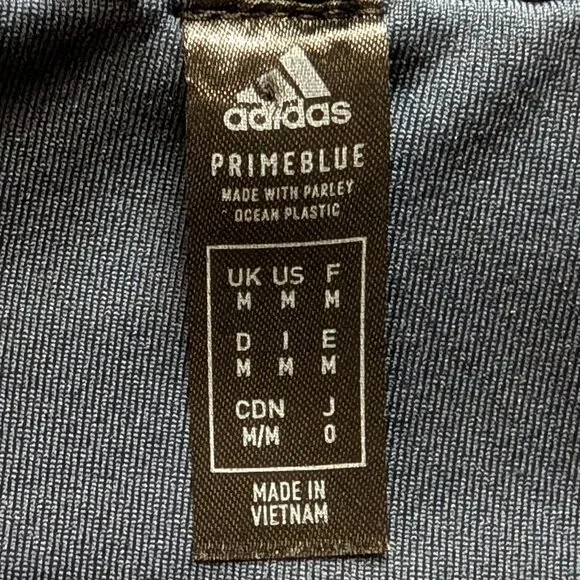 adidas
PRIMEBLUE
MADE WITH PARLEY
OCEAN PLASTIC
UK US F
M M M
D I E
M M M
CDN J
M/M O
MADE IN
VIETNAM